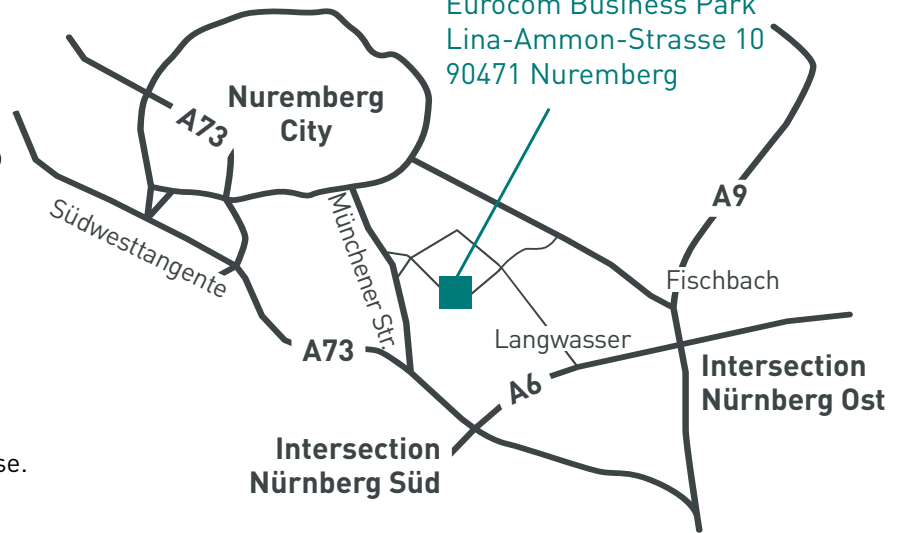 Eurocom Business Park
Lina-Ammon-Strasse 10
90471 Nuremberg
Nuremberg
City
A73
A9
Südwesttangente
Münchener Str.
Fischbach
Langwasser
A73
Intersection
Nürnberg Ost
A6
Intersection
Nürnberg Süd
se.